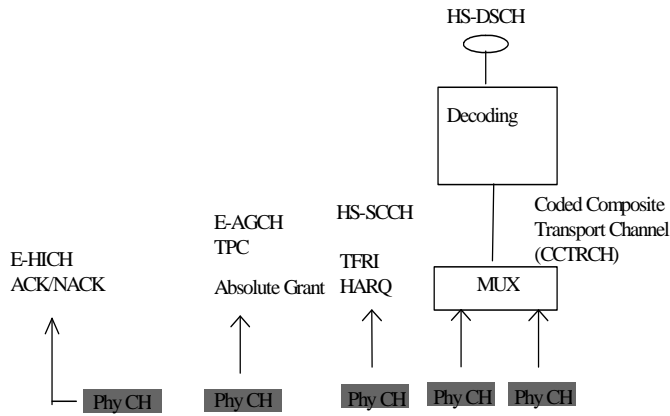 HS-DSCH
Decoding
Coded Composite
Transport Channel
(CCTRCH)
HS-SCCH
TFRI
HARQ
E-AGCH
TPC
Absolute Grant
E-HICH
ACK/NACK
MUX
Phy CH
Phy CH
Phy CH
Phy CH
Phy CH